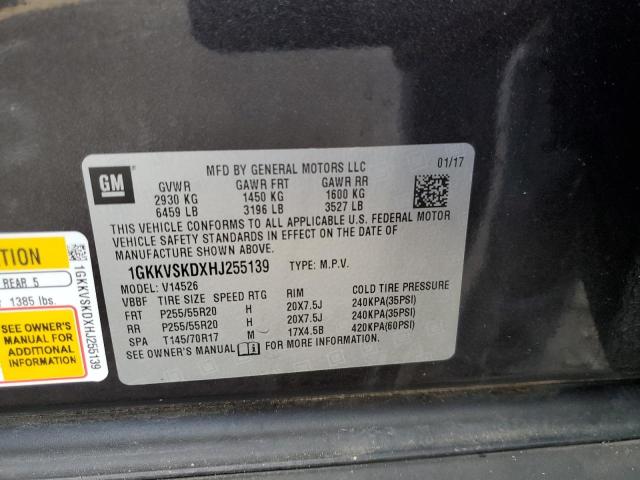 MFD BY GENERAL MOTORS LLC 01/17
GM
GVWR GAWR FRT GAWR RR
2930 KG 1450 KG 1600 KG
6459 LB 3196 LB 3527 LB
THIS VEHICLE CONFORMS TO ALL APPLICABLE U.S. FEDERAL MOTOR
VEHICLE SAFETY STANDARDS IN EFFECT ON THE DATE OF
MANUFACTURE SHOWN ABOVE.
1GKKVSKDXHJ255139 TYPE: M.P.V.
MODEL: V14526
VBBF TIRE SIZE SPEED RTG RIM COLD TIRE PRESSURE
FRT P255/55R20 H 20X7.5J 240KPA(35PSI)
RR P255/55R20 H 20X7.5J 240KPA(35PSI)
SPA T145/70R17 M 17X4.5B 420KPA(60PSI)
SEE OWNER'S MANUAL FOR MORE INFORMATION.
TION
REAR 5
1385 lbs.
SEE OWNER'S
MANUAL FOR
ADDITIONAL
INFORMATION
1GKKVSKDXHJ255139